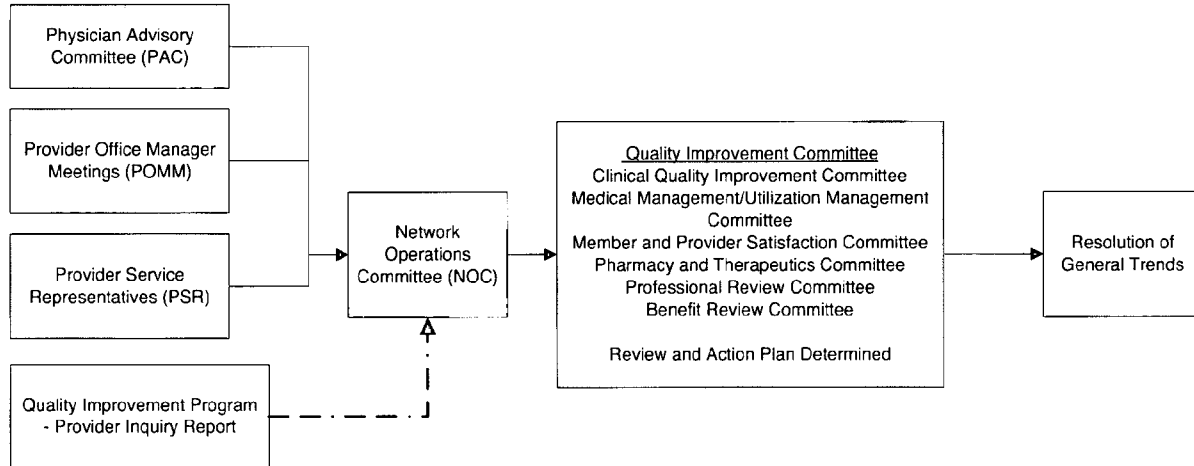 Physician Advisory
Committee (PAC)
Provider Office Manager
Meetings (POMM)
Provider Service
Representatives (PSR)
Quality Improvement Program
- Provider Inquiry Report
Network
Operations
Committee (NOC)
Quality Improvement Committee
Clinical Quality Improvement Committee
Medical Management/Utilization Management
Committee
Member and Provider Satisfaction Committee
Pharmacy and Therapeutics Committee
Professional Review Committee
Benefit Review Committee
Review and Action Plan Determined
Resolution of
General Trends